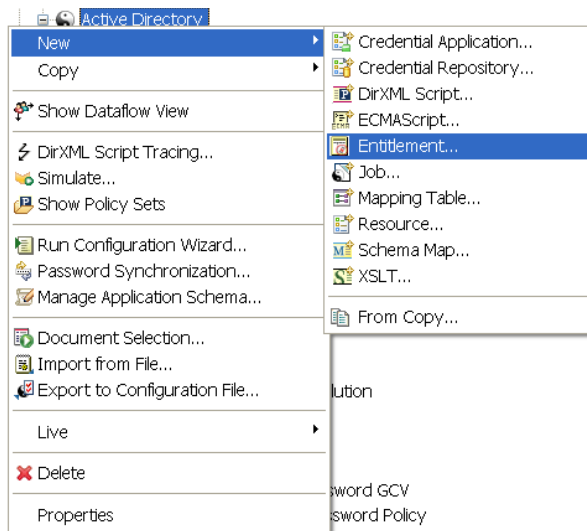 Active Directory
New
Copy
Show Dataflow View
DirXML Script Tracing...
Simulate...
Show Policy Sets
Run Configuration Wizard...
Password Synchronization...
Manage Application Schema...
Document Selection...
Import from File...
Export to Configuration File...
Live
Delete
Properties
Credential Application...
Credential Repository...
DirXML Script...
ECMAScript...
Entitlement...
Job...
Mapping Table...
Resource...
Schema Map...
XSLT...
From Copy...
lution
sword GCV
sword Policy